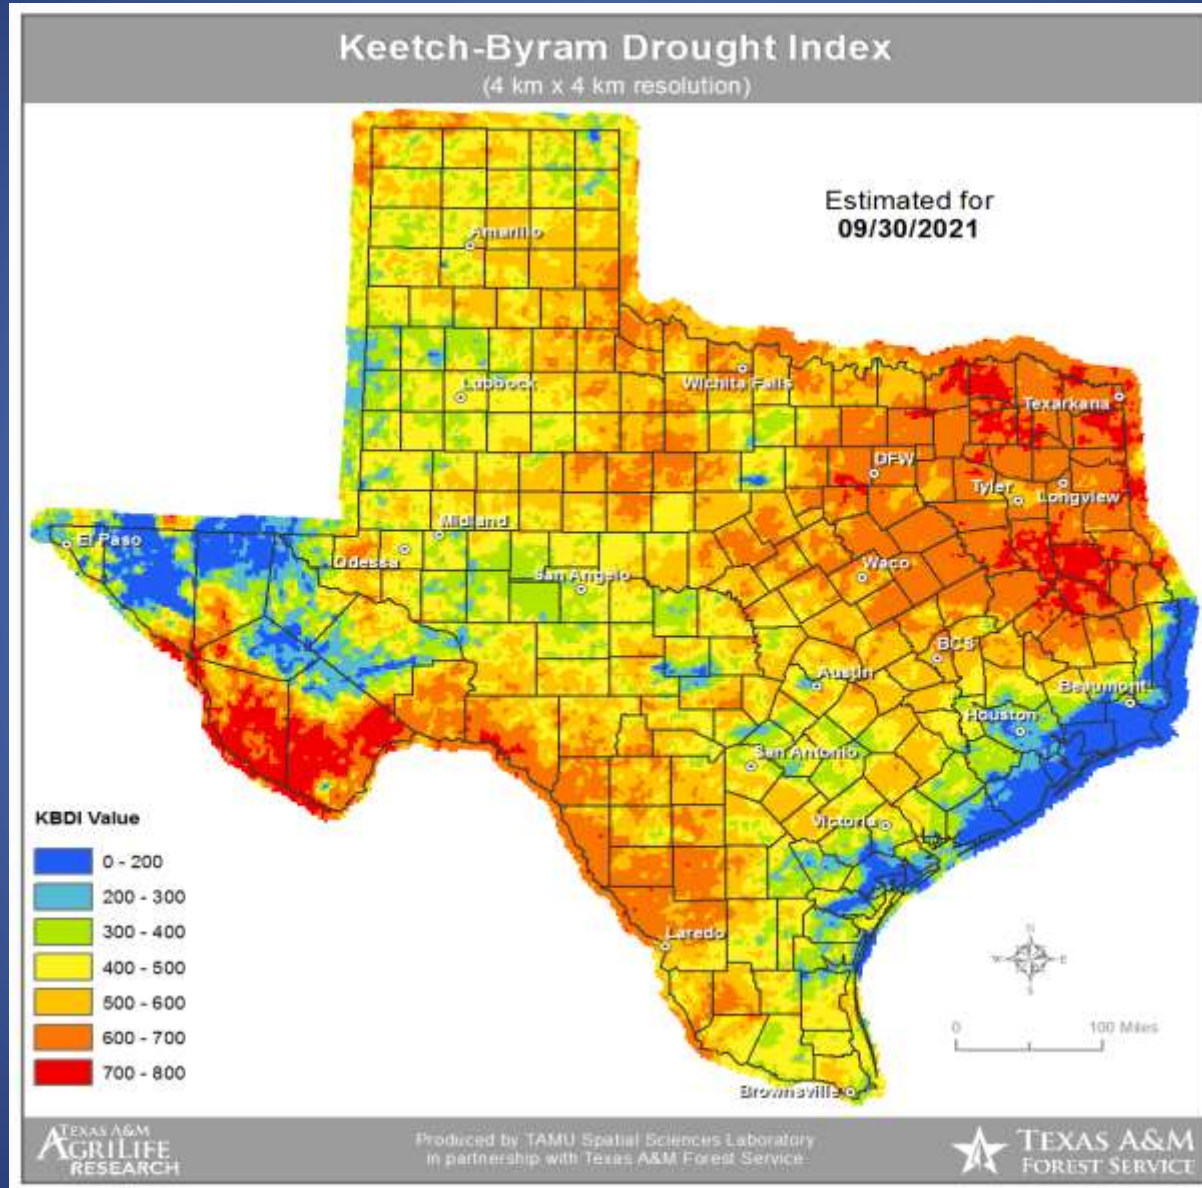 Keetch-Byram Drought Index
(4 km x 4 km resolution)
Estimated for
09/30/2021
Amarillo
Lubbock
Wichita Falls
Texarkana
DFW
Tyler
Longview
El Paso
Midland
Odessa
San Angelo
Waco
BCS
Austin
Beaumont
Houston
San Antonio
Victoria
Laredo
Brownsville
KBDI Value
0 - 200
200 - 300
300 - 400
400 - 500
500 - 600
600 - 700
700 - 800
N
W E
S
0 100 Miles
TEXAS A&M
AGRILIFE
RESEARCH
Produced by TAMU Spatial Sciences Laboratory
in partnership with Texas A&M Forest Service
TEXAS A&M
FOREST SERVICE